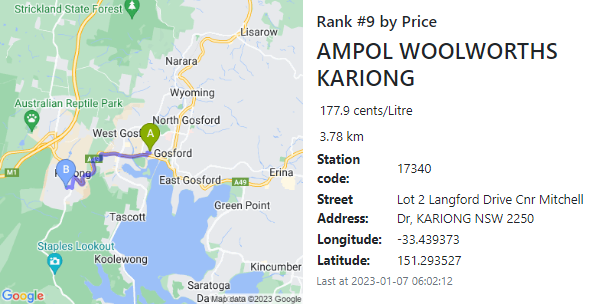 Strickland State Forest
Lisarow
Narara
Wyoming
Australian Reptile Park
North Gosford
West Gosf
A
Gosford
B
Erina
M1
East Gosford
A49
Green Point
Tascott
Staples Lookout
Koolewong
Kincumber
Saratoga
Da
Google
Map data ©2023 Google
Rank #9 by Price
AMPOL WOOLWORTHS
KARIONG
177.9 cents/Litre
3.78 km
Station
code:
17340
Street
Address:
Lot 2 Langford Drive Cnr Mitchell
Dr, KARIONG NSW 2250
Longitude: -33.439373
Latitude: 151.293527
Last at 2023-01-07 06:02:12